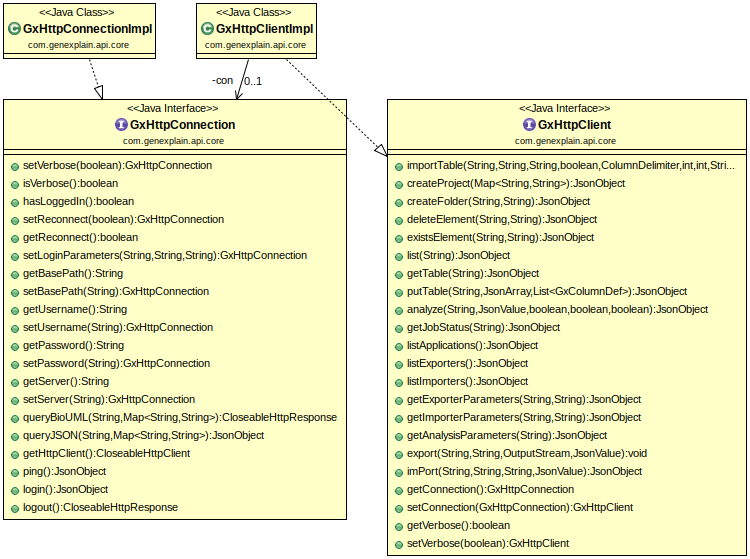 <<Java Class>>
GxHttpConnectionImpl
com.genexplain.api.core
<<Java Class>>
GxHttpClientImpl
com.genexplain.api.core
-con
0..1
<<Java Interface>>
GxHttpConnection
com.genexplain.api.core
setVerbose(boolean):GxHttpConnection
isVerbose():boolean
hasLoggedIn():boolean
setReconnect(boolean):GxHttpConnection
getReconnect():boolean
setLoginParameters(String,String,String):GxHttpConnection
getBasePath():String
setBasePath(String):GxHttpConnection
getUsername():String
setUsername(String):GxHttpConnection
getPassword():String
setPassword(String):GxHttpConnection
getServer():String
setServer(String):GxHttpConnection
queryBioUML(String,Map<String,String>):CloseableHttpResponse
queryJSON(String,Map<String,String>):JsonObject
getHttpClient():CloseableHttpClient
ping():JsonObject
login():JsonObject
logout():CloseableHttpResponse
<<Java Interface>>
GxHttpClient
com.genexplain.api.core
importTable(String,String,String,boolean,ColumnDelimiter,int,int,Stri...
createProject(Map<String,String>):JsonObject
createFolder(String,String):JsonObject
deleteElement(String,String):JsonObject
existsElement(String,String):JsonObject
list(String):JsonObject
getTable(String):JsonObject
putTable(String,JsonArray,List<GxColumnDef>):JsonObject
analyze(String,JsonValue,boolean,boolean,boolean):JsonObject
getJobStatus(String):JsonObject
listApplications():JsonObject
listExporters():JsonObject
listImporters():JsonObject
getExporterParameters(String,String):JsonObject
getImporterParameters(String,String):JsonObject
getAnalysisParameters(String):JsonObject
export(String,String,OutputStream,JsonValue):void
imPort(String,String,String,JsonValue):JsonObject
getConnection():GxHttpConnection
setConnection(GxHttpConnection):GxHttpClient
getVerbose():boolean
setVerbose(boolean):GxHttpClient